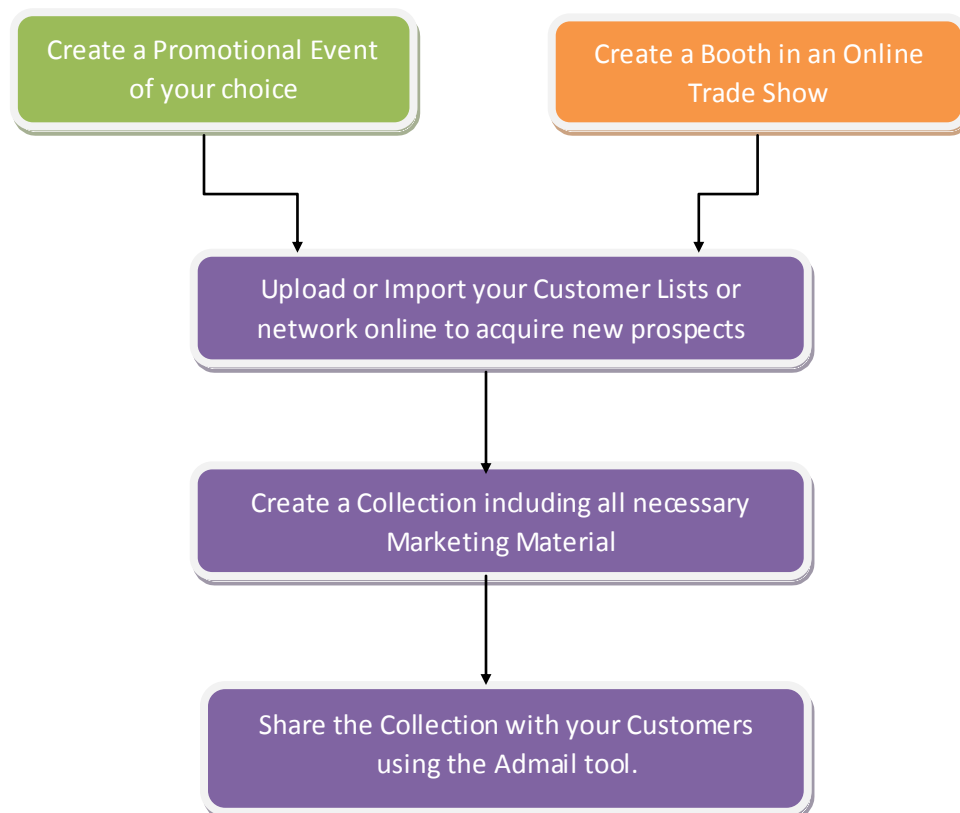 Create a Promotional Event
of your choice
Create a Booth in an Online
Trade Show
Upload or Import your Customer Lists or
network online to acquire new prospects
Create a Collection including all necessary
Marketing Material
Share the Collection with your Customers
using the Admail tool.